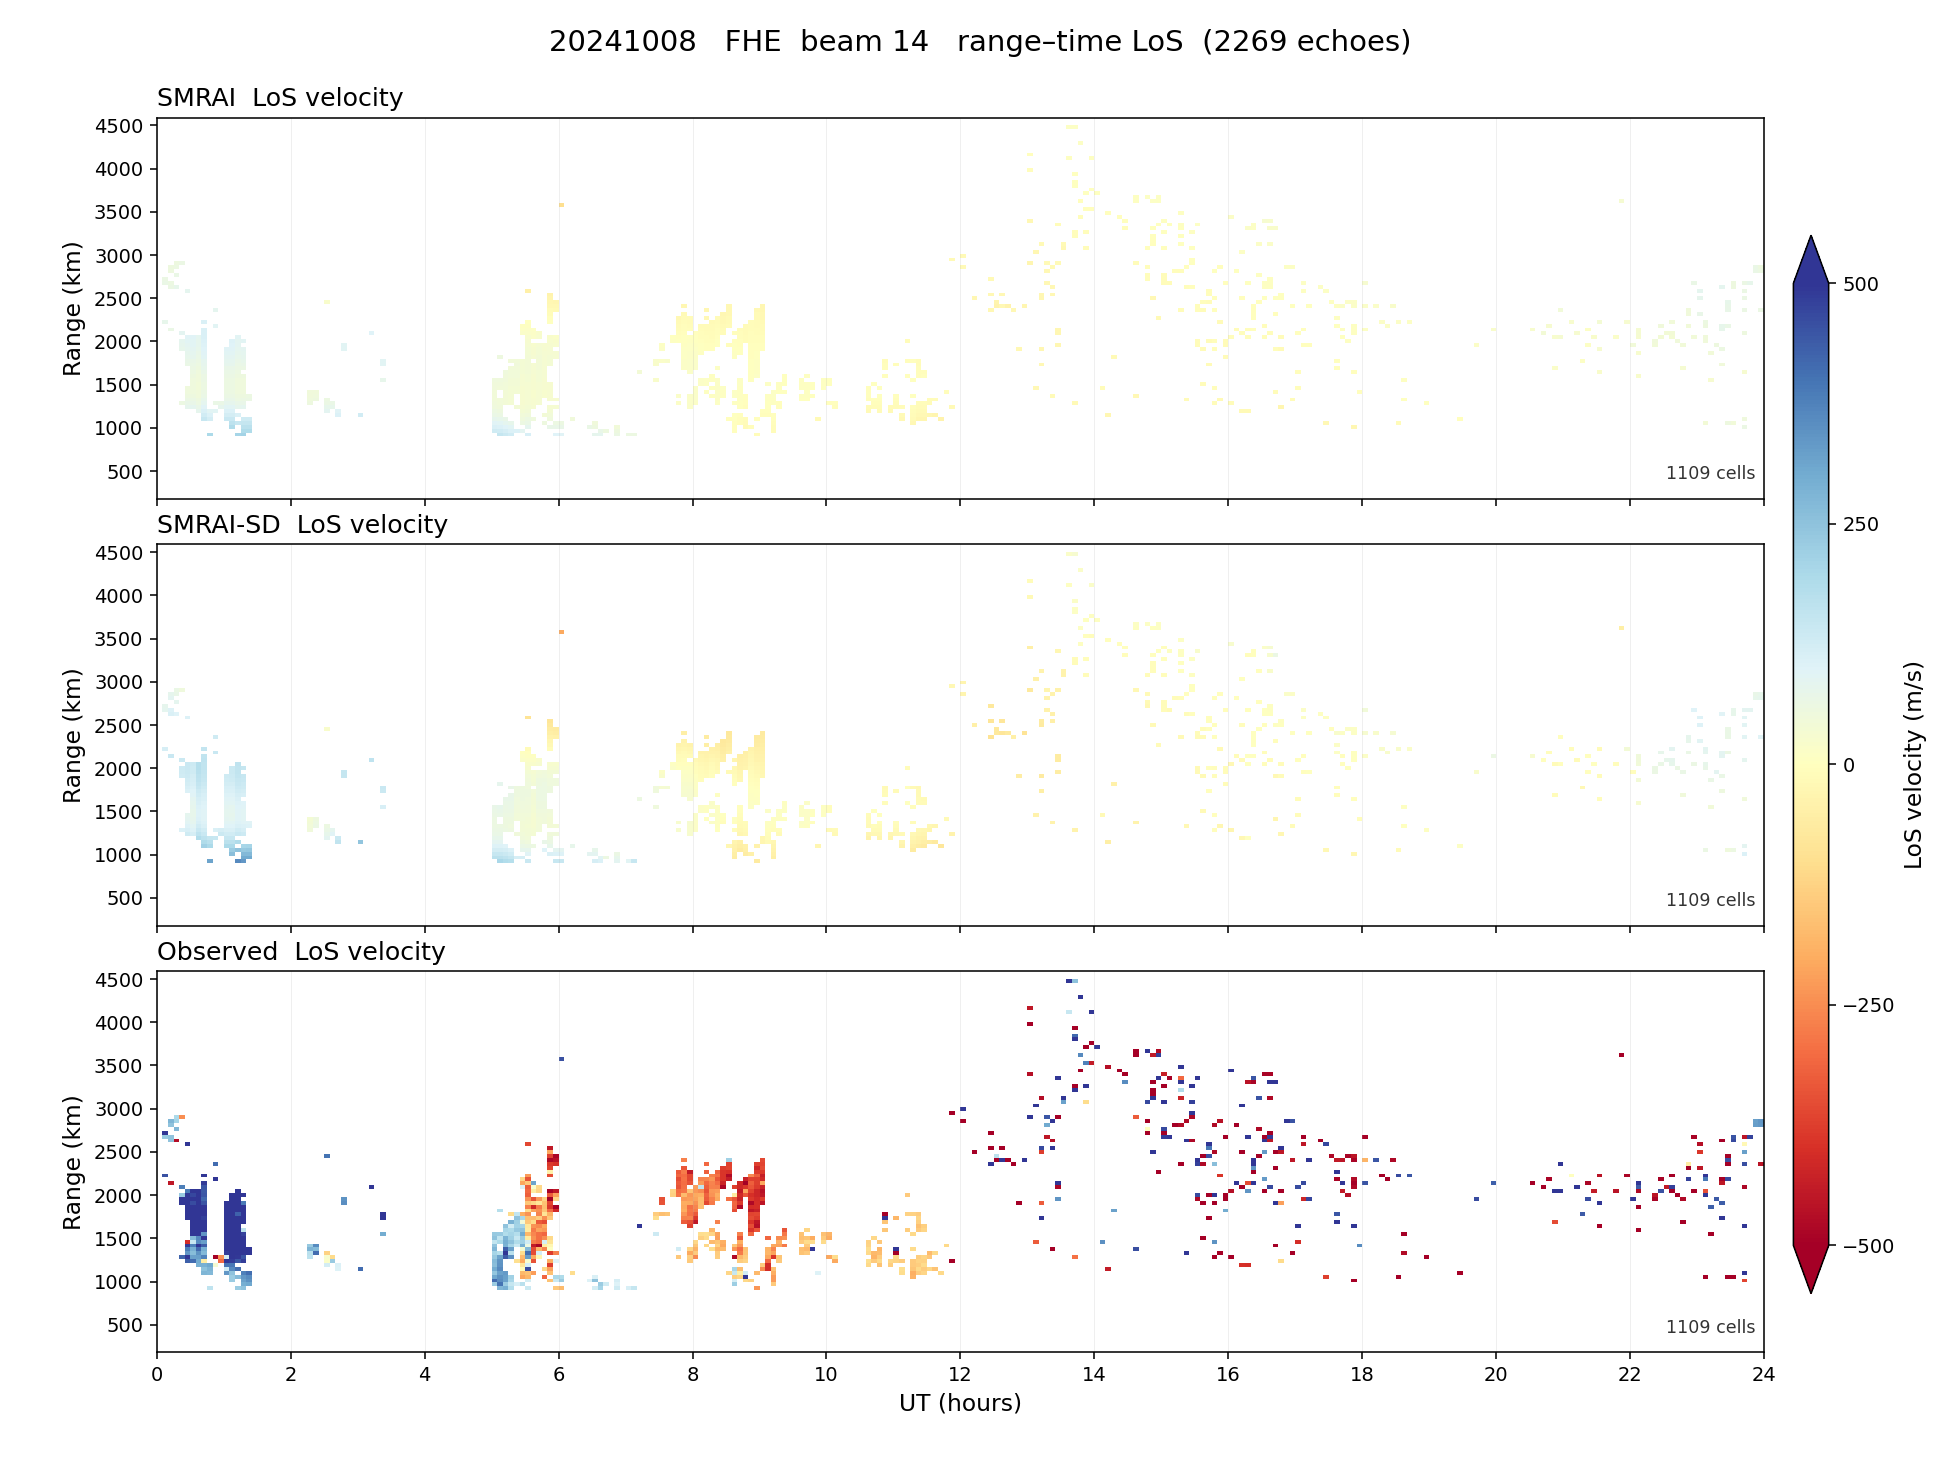 20241008   FHE  beam 14   range–time LoS  (2269 echoes)
SMRAI  LoS velocity
4500
4000
3500
3000
2500
2000
1500
1000
500
Range (km)
1109 cells
SMRAI-SD  LoS velocity
4500
4000
3500
3000
2500
2000
1500
1000
500
Range (km)
1109 cells
Observed  LoS velocity
4500
4000
3500
3000
2500
2000
1500
1000
500
Range (km)
1109 cells
0 2 4 6 8 10 12 14 16 18 20 22 24
UT (hours)
500
250
0
−250
−500
LoS velocity (m/s)